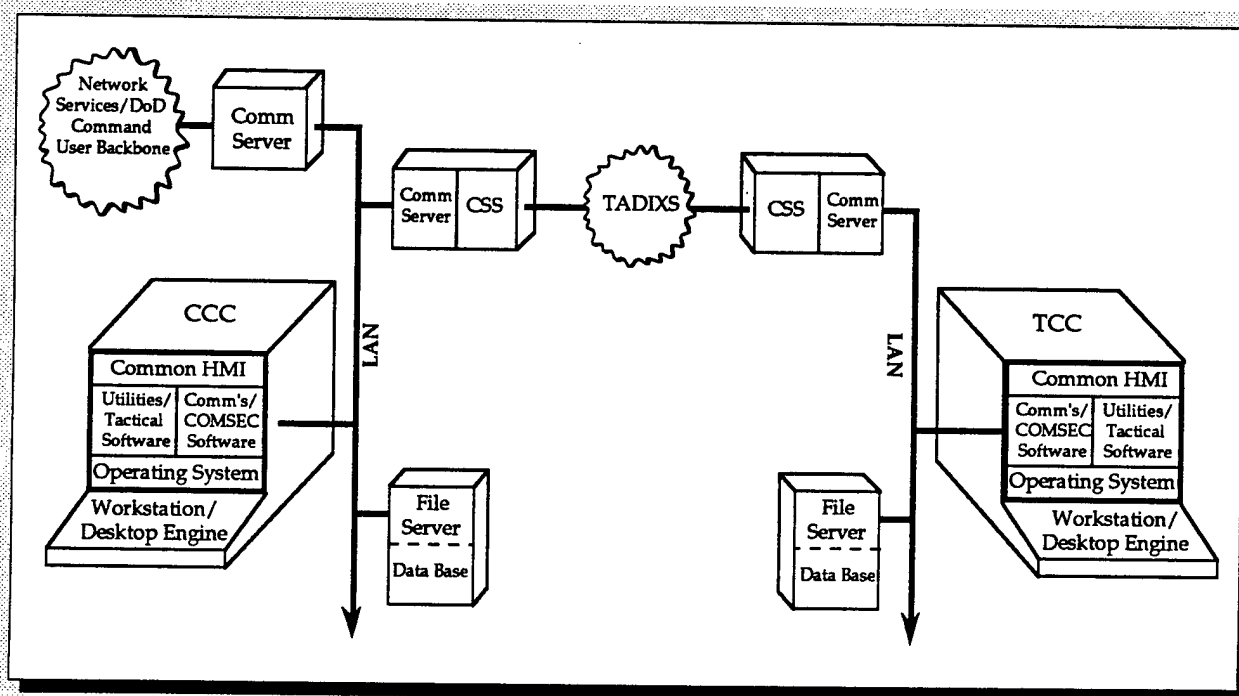 Network
Services/DoD
Command
User Backbone
Comm
Server
Comm
Server
CSS
TADIXS
CSS
Comm
Server
CCC
Common HMI
Utilities/
Tactical
Software
Comm's/
COMSEC
Software
Operating System
Workstation/
Desktop Engine
LAN
File
Server
Data Base
LAN
File
Server
Data Base
TCC
Common HMI
Comm's/
COMSEC
Software
Utilities/
Tactical
Software
Operating System
Workstation/
Desktop Engine